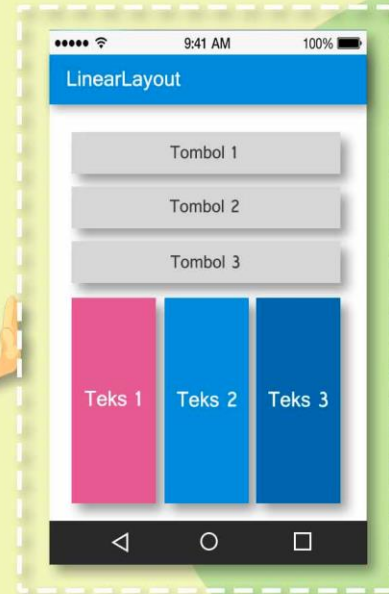 9:41 AM 100%
LinearLayout
Tombol 1
Tombol 2
Tombol 3
Teks 1 Teks 2 Teks 3